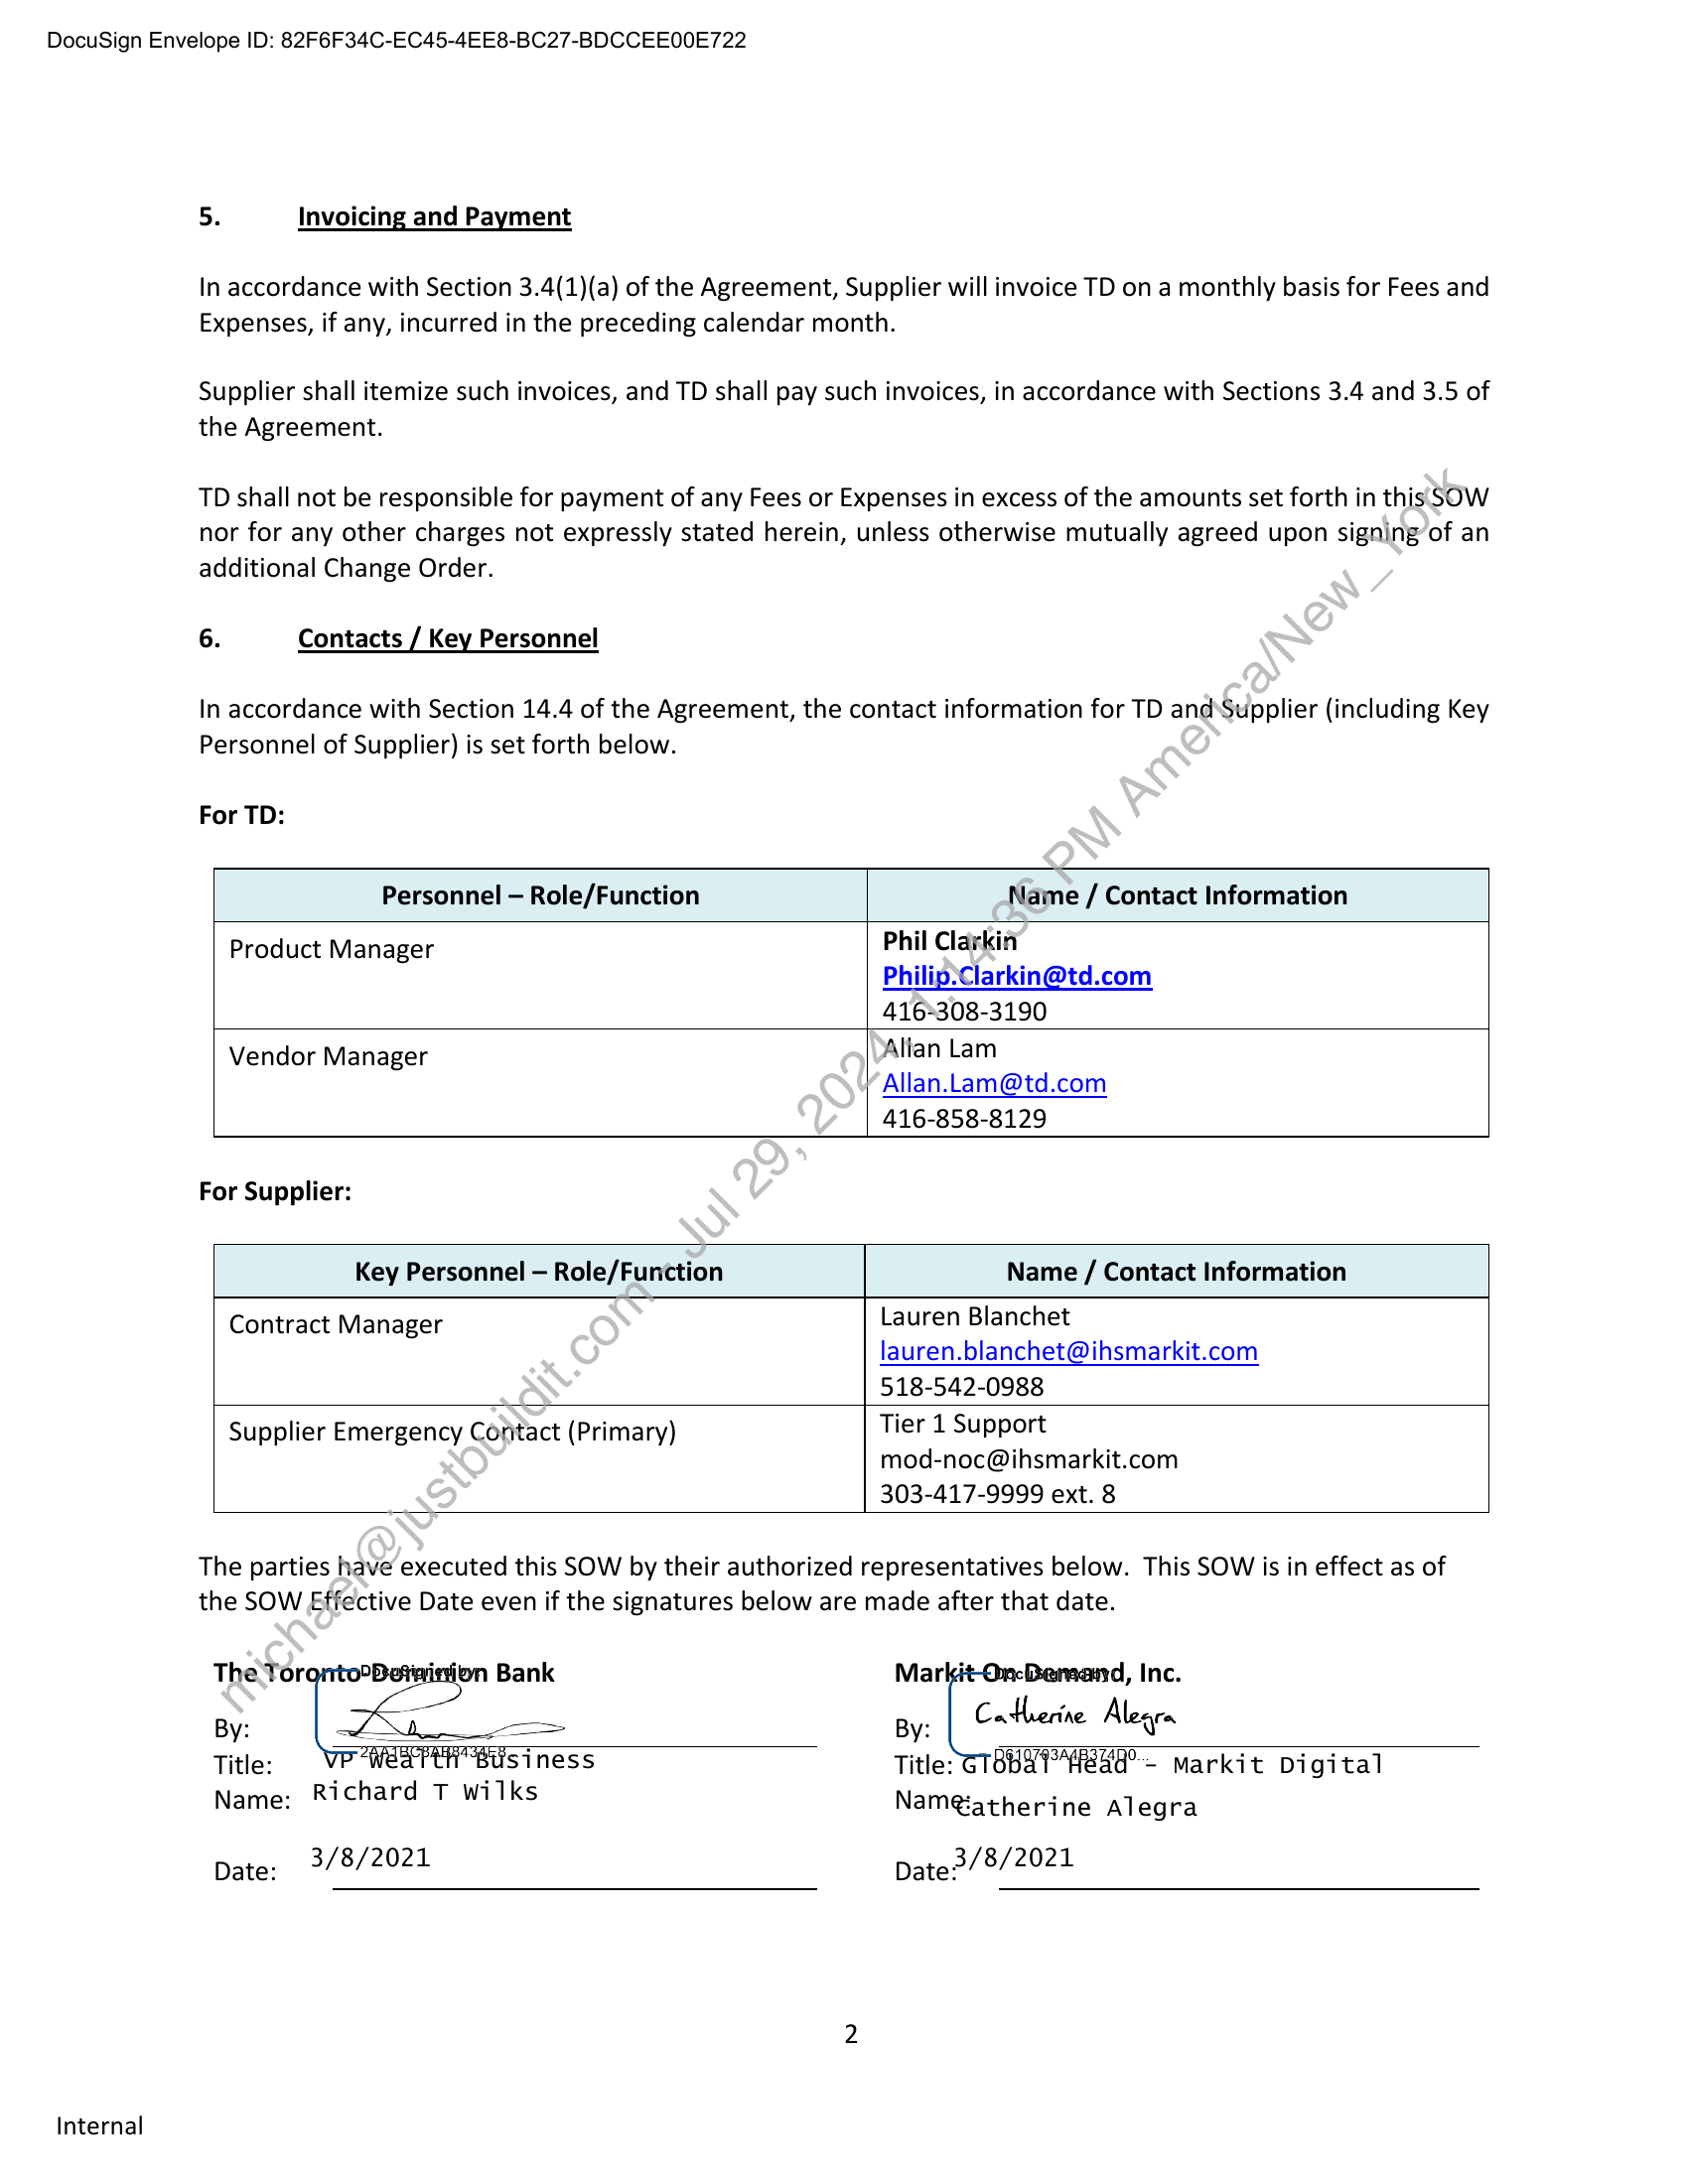 DocuSign Envelope ID: 82F6F34C-EC45-4EE8-BC27-BDCCEE00E722
5. Invoicing and Payment
In accordance with Section 3.4(1)(a) of the Agreement, Supplier will invoice TD on a monthly basis for Fees and
Expenses, if any, incurred in the preceding calendar month.
Supplier shall itemize such invoices, and TD shall pay such invoices, in accordance with Sections 3.4 and 3.5 of
the Agreement.
TD shall not be responsible for payment of any Fees or Expenses in excess of the amounts set forth in this SOW
nor for any other charges not expressly stated herein, unless otherwise mutually agreed upon signing of an
additional Change Order.
6. Contacts / Key Personnel
In accordance with Section 14.4 of the Agreement, the contact information for TD and Supplier (including Key
Personnel of Supplier) is set forth below.
For TD:
Personnel – Role/Function Name / Contact Information
Product Manager
Phil Clarkin
Philip.Clarkin@td.com
416-308-3190
Vendor Manager
Allan Lam
Allan.Lam@td.com
416-858-8129
For Supplier:
Key Personnel – Role/Function Name / Contact Information
Contract Manager
Lauren Blanchet
lauren.blanchet@ihsmarkit.com
518-542-0988
Supplier Emergency Contact (Primary)
Tier 1 Support
mod-noc@ihsmarkit.com
303-417-9999 ext. 8
The parties have executed this SOW by their authorized representatives below. This SOW is in effect as of
the SOW Effective Date even if the signatures below are made after that date.
The Toronto-Dominion Bank
DocuSigned by:
By:
2AA1BC8AB8434E8...
Title: VP Wealth Business
Name: Richard T Wilks
Date: 3/8/2021
Markit On Demand, Inc.
DocuSigned by:
By: Catherine Alegra
D610793A4B374D0...
Title: Global Head – Markit Digital
Name: Catherine Alegra
Date: 3/8/2021
2
Internal
michael@justbuildit.com - Jul 29, 2024, 1:14:36 PM America/New_York